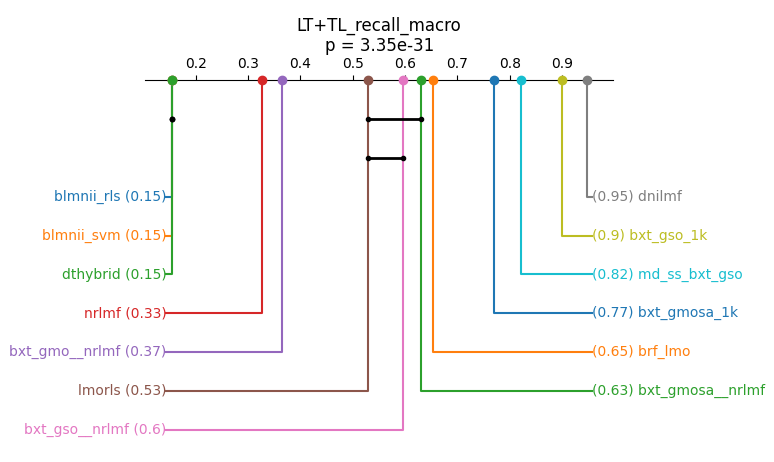 LT+TL_recall_macro
p = 3.35e-31
0.2 0.3 0.4 0.5 0.6 0.7 0.8 0.9
blmnii_rls (0.15) (0.95) dnilmf
blmnii_svm (0.15) (0.9) bxt_gso_1k
dthybrid (0.15) (0.82) md_ss_bxt_gso
nrlmf (0.33) (0.77) bxt_gmosa_1k
bxt_gmo__nrlmf (0.37) (0.65) brf_lmo
lmorls (0.53) (0.63) bxt_gmosa__nrlmf
bxt_gso__nrlmf (0.6)